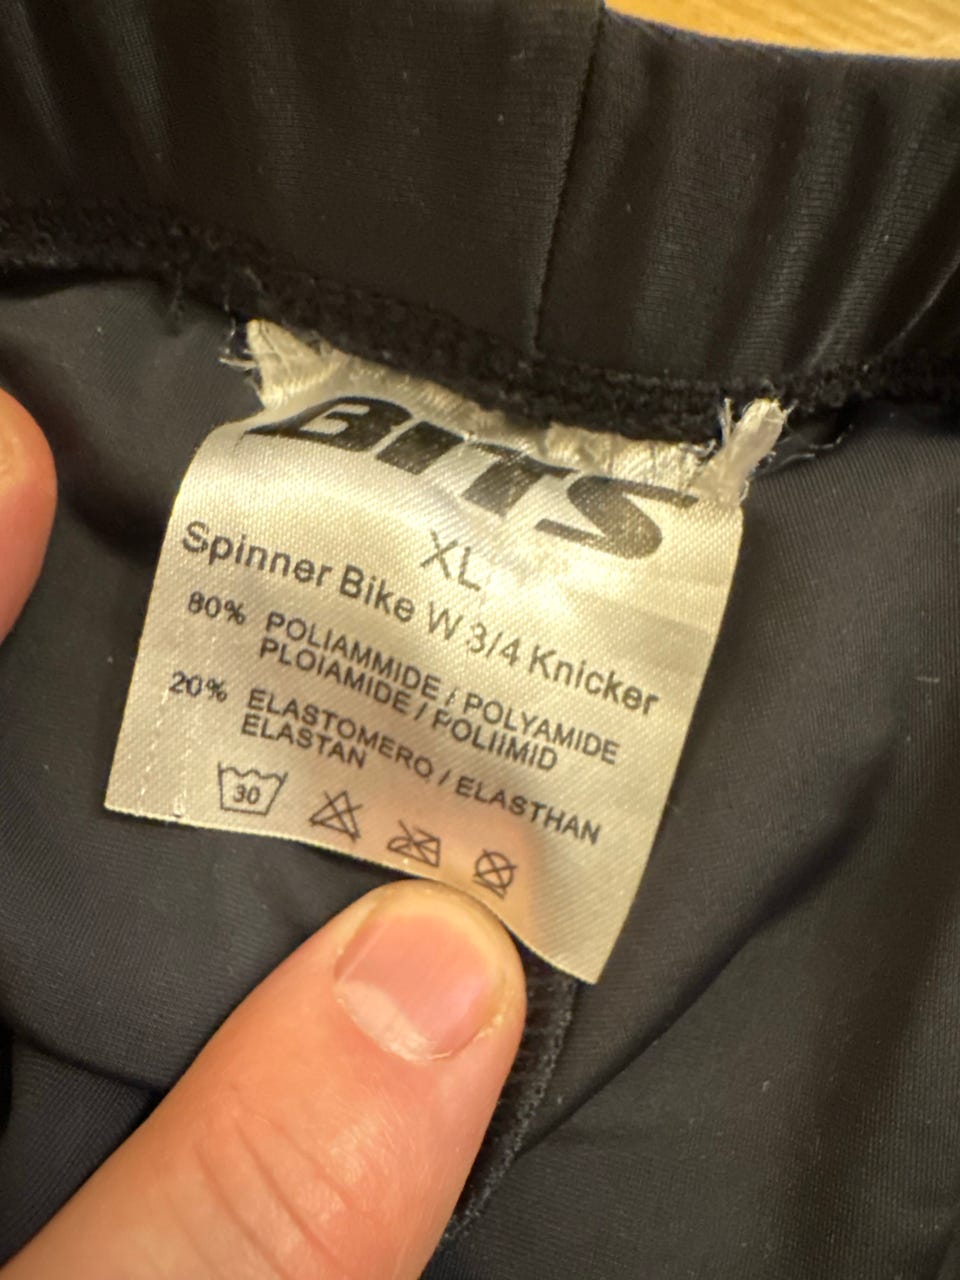 BITS
XL
Spinner Bike W 3/4 Knicker
80% POLIAMMIDE / POLYAMIDE
PLOIAMIDE / POLIIMID
20% ELASTOMERO / ELASTHAN
ELASTAN
30